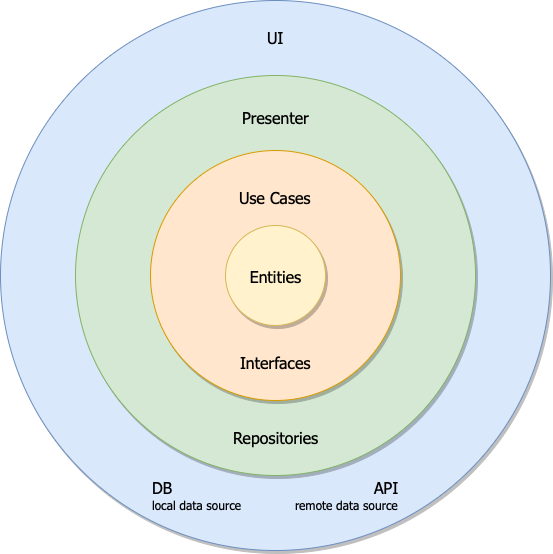 UI
Presenter
Use Cases
Entities
Interfaces
Repositories
DB
local data source
API
remote data source